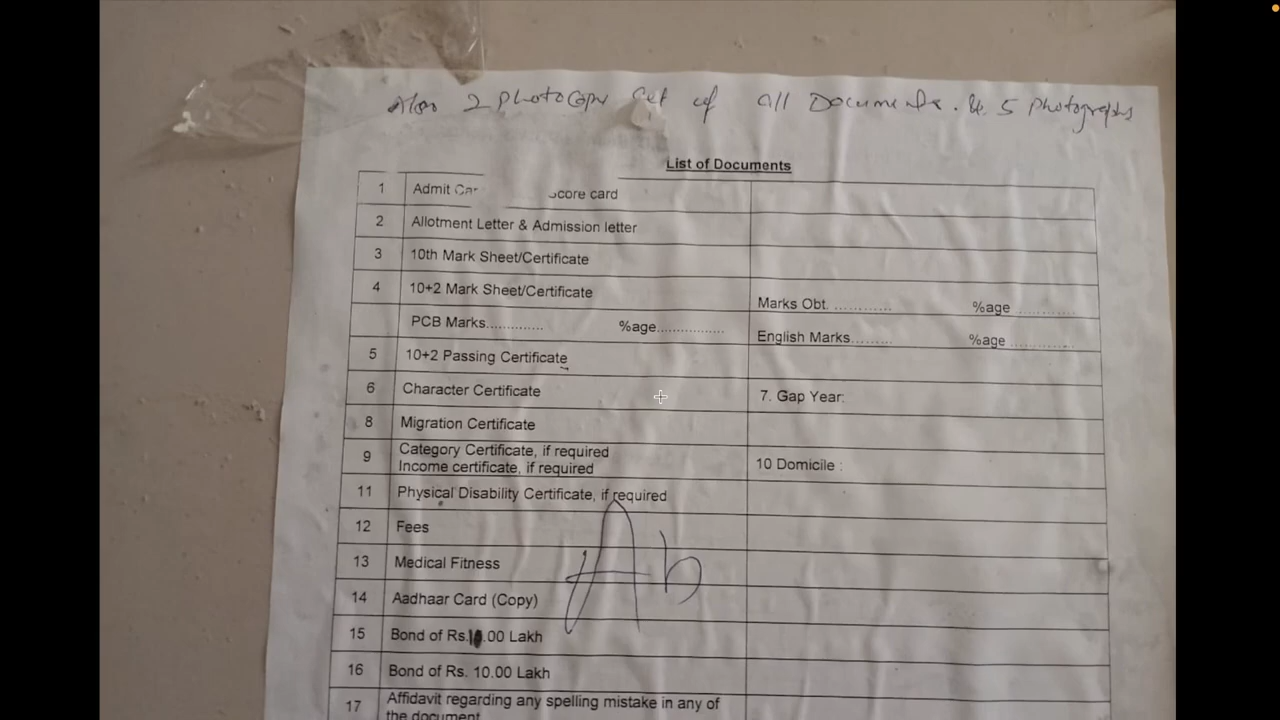 Also 2 Photocopy Set of all Documents. & 5 Photographs
List of Documents
1 Admit Car Score card
2 Allotment Letter & Admission letter
3 10th Mark Sheet/Certificate
4 10+2 Mark Sheet/Certificate Marks Obt. ............ %age ............
PCB Marks.............. %age................ English Marks......... %age ...............
5 10+2 Passing Certificate
6 Character Certificate 7. Gap Year:
8 Migration Certificate
9 Category Certificate, if required
Income certificate, if required 10 Domicile :
11 Physical Disability Certificate, if required
12 Fees
13 Medical Fitness
14 Aadhaar Card (Copy)
15 Bond of Rs. .00 Lakh
16 Bond of Rs. 10.00 Lakh
17 Affidavit regarding any spelling mistake in any of
the document